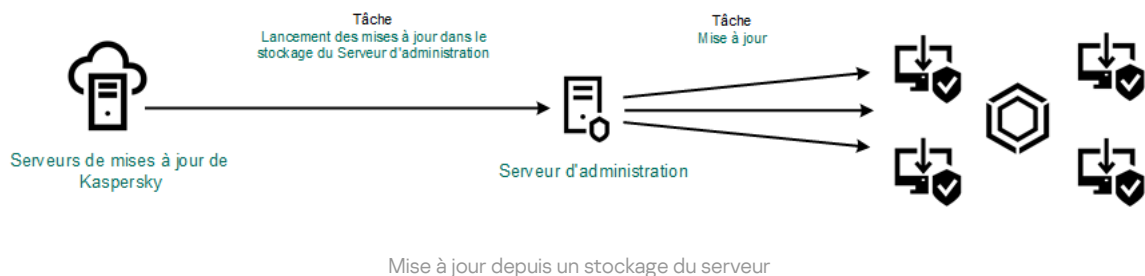 Tâche
Lancement des mises à jour dans le
stockage du Serveur d'administration
Tâche
Mise à jour
Serveurs de mises à jour de
Kaspersky
Serveur d'administration
Mise à jour depuis un stockage du serveur